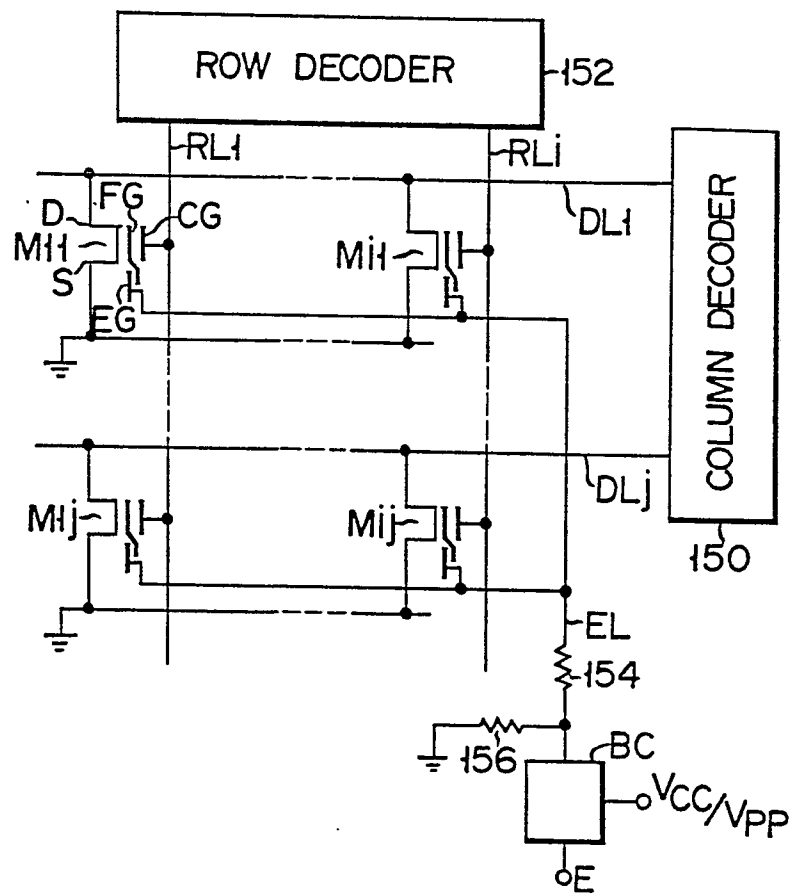 ROW DECODER
152
RL1
RLi
D
FG
CG
DL1
M11
Mi1
S
EG
COLUMN DECODER
DLj
M1j
Mij
150
EL
154
156
BC
VCC/VPP
E